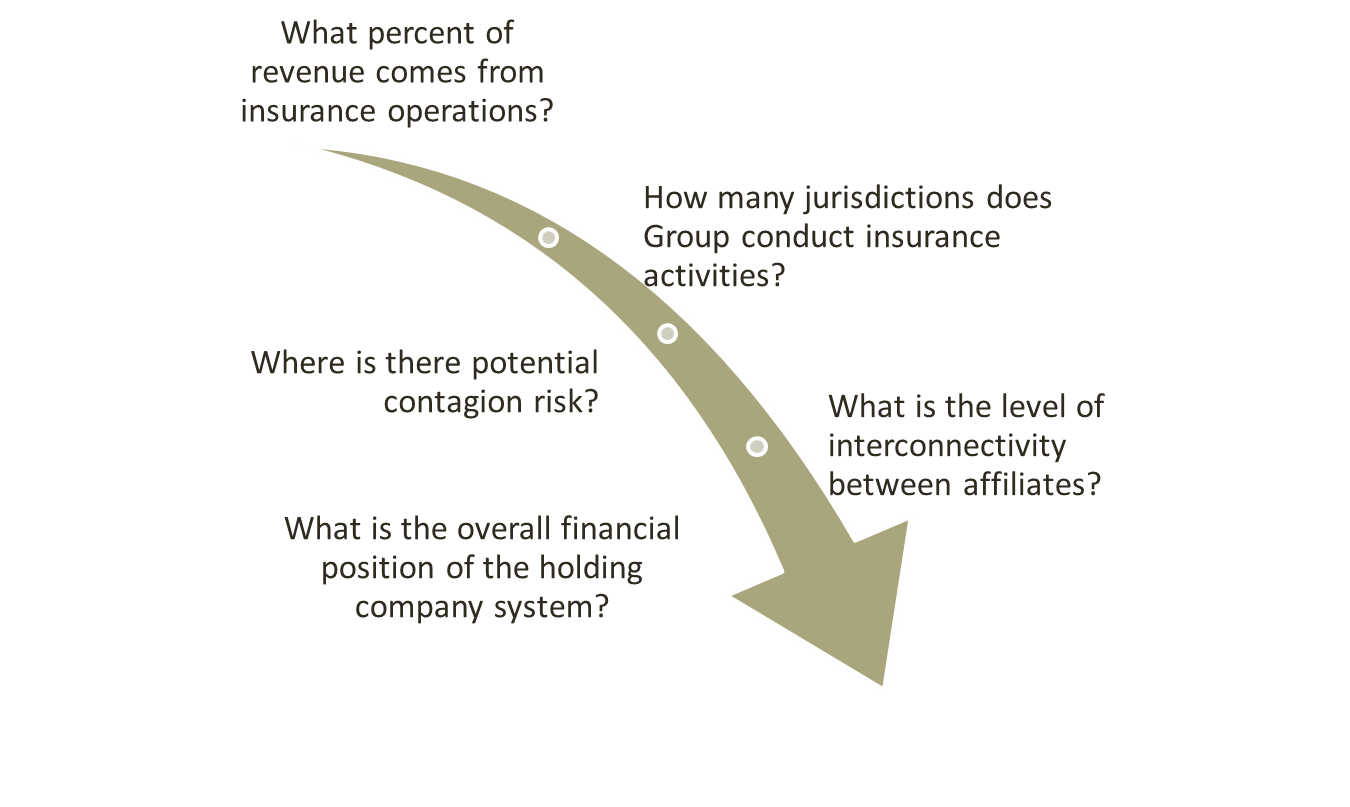 What percent of
revenue comes from
insurance operations?
How many jurisdictions does
Group conduct insurance
activities?
Where is there potential
contagion risk?
What is the level of
interconnectivity
between affiliates?
What is the overall financial
position of the holding
company system?